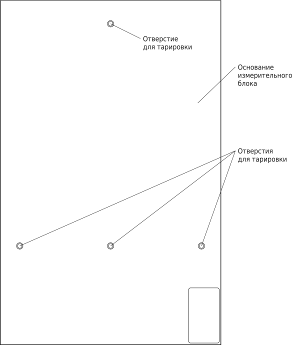 Отверстие
для тарировки
Основание
измерительного
блока
Отверстия
для тарировки